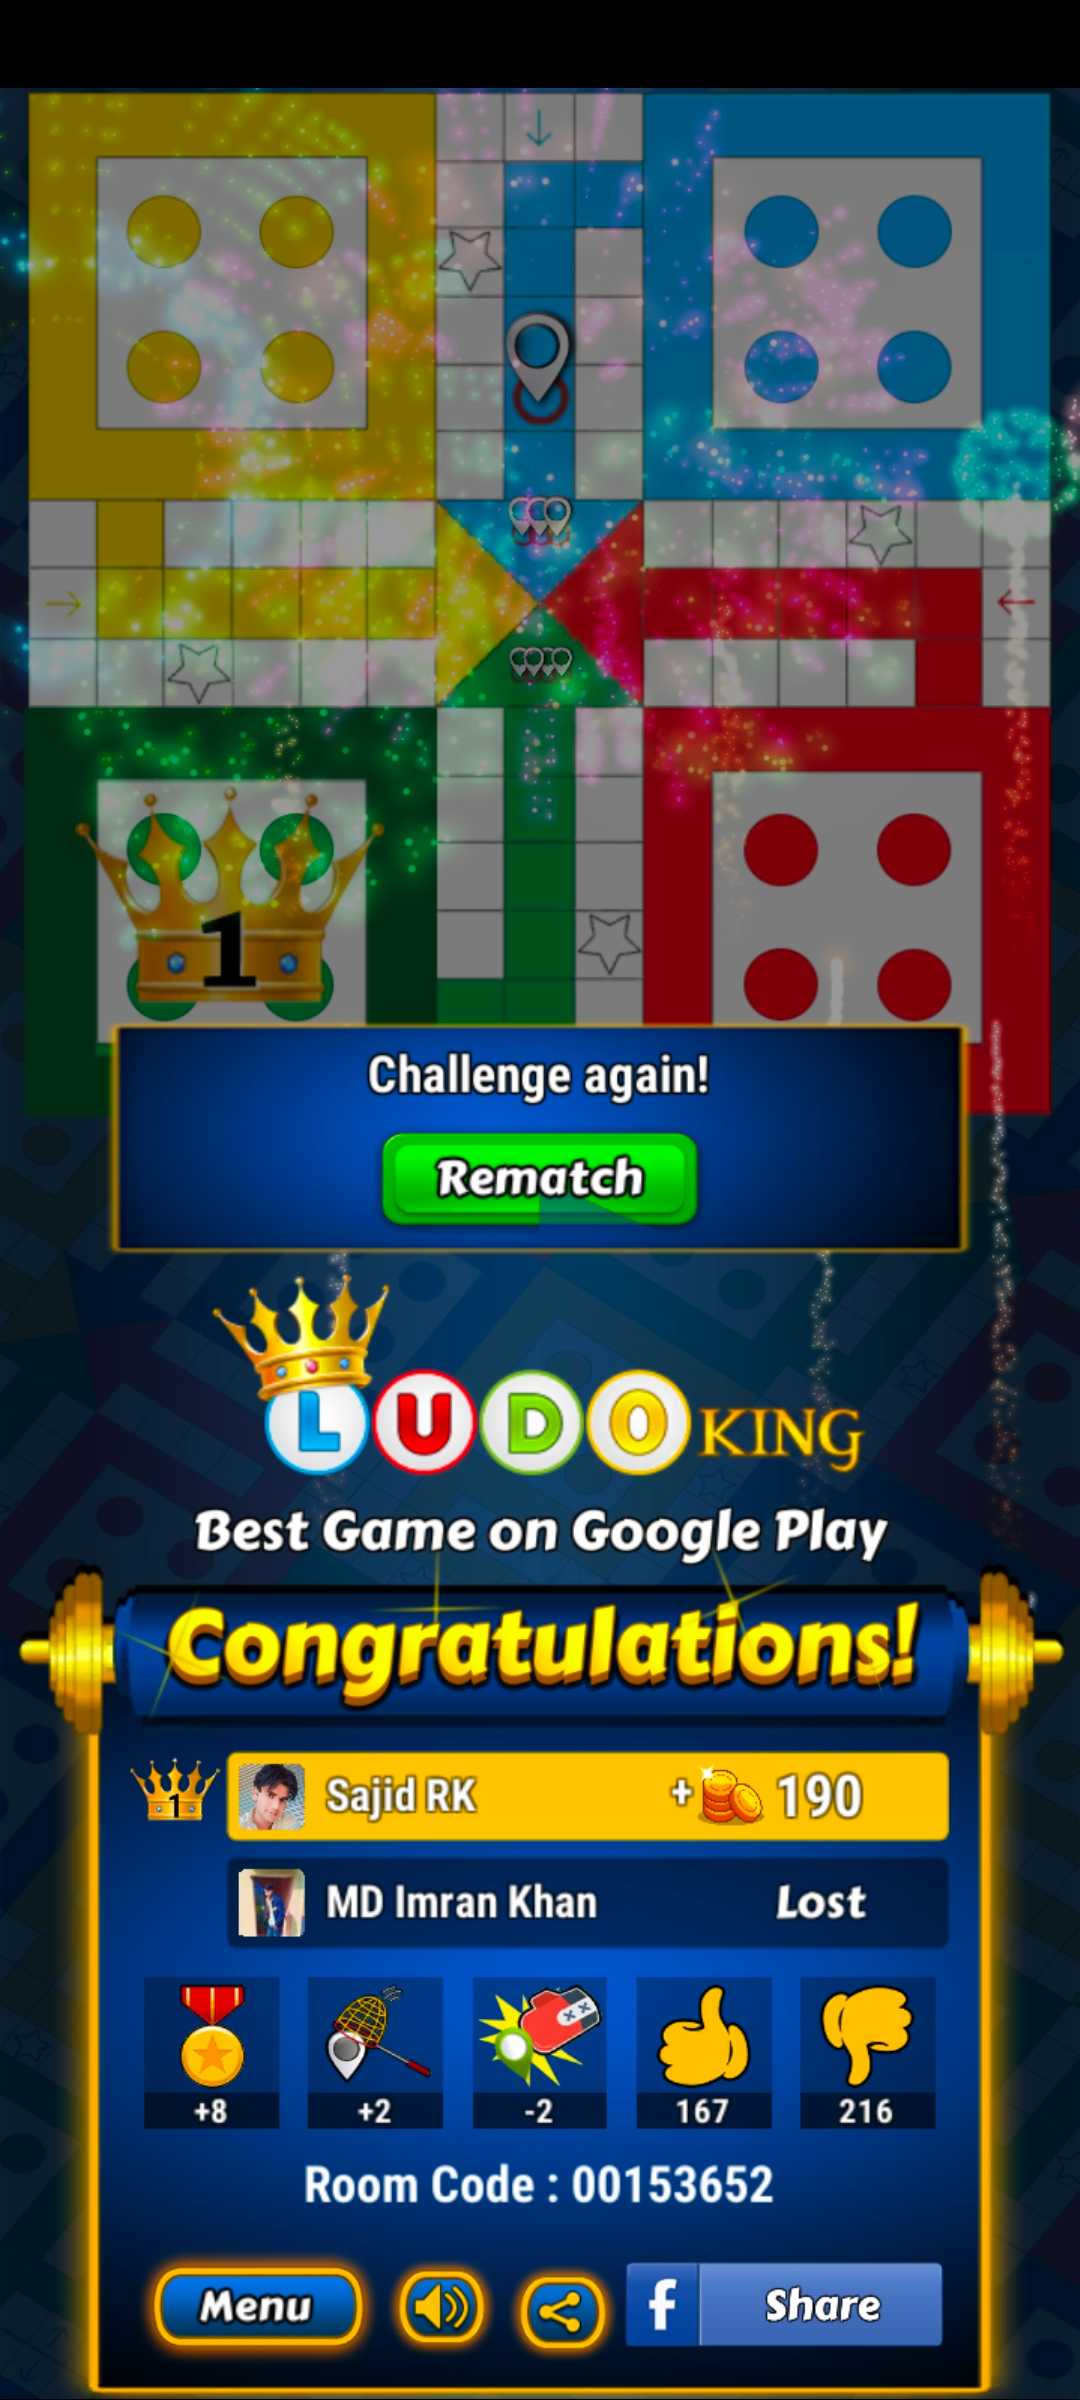 1
Challenge again!
Rematch
LUDO KING
Best Game on Google Play
Congratulations!
1 Sajid RK + 190
MD Imran Khan Lost
+8 +2 -2 167 216
Room Code : 00153652
Menu f Share